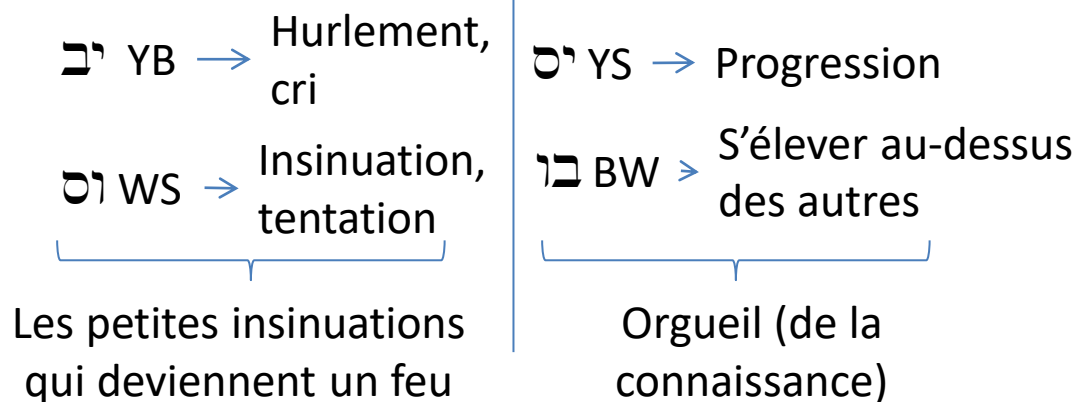 יב YB → Hurlement,
cri
וס WS → Insinuation,
tentation
Les petites insinuations
qui deviennent un feu
יס YS → Progression
בו BW → S’élever au-dessus
des autres
Orgueil (de la
connaissance)